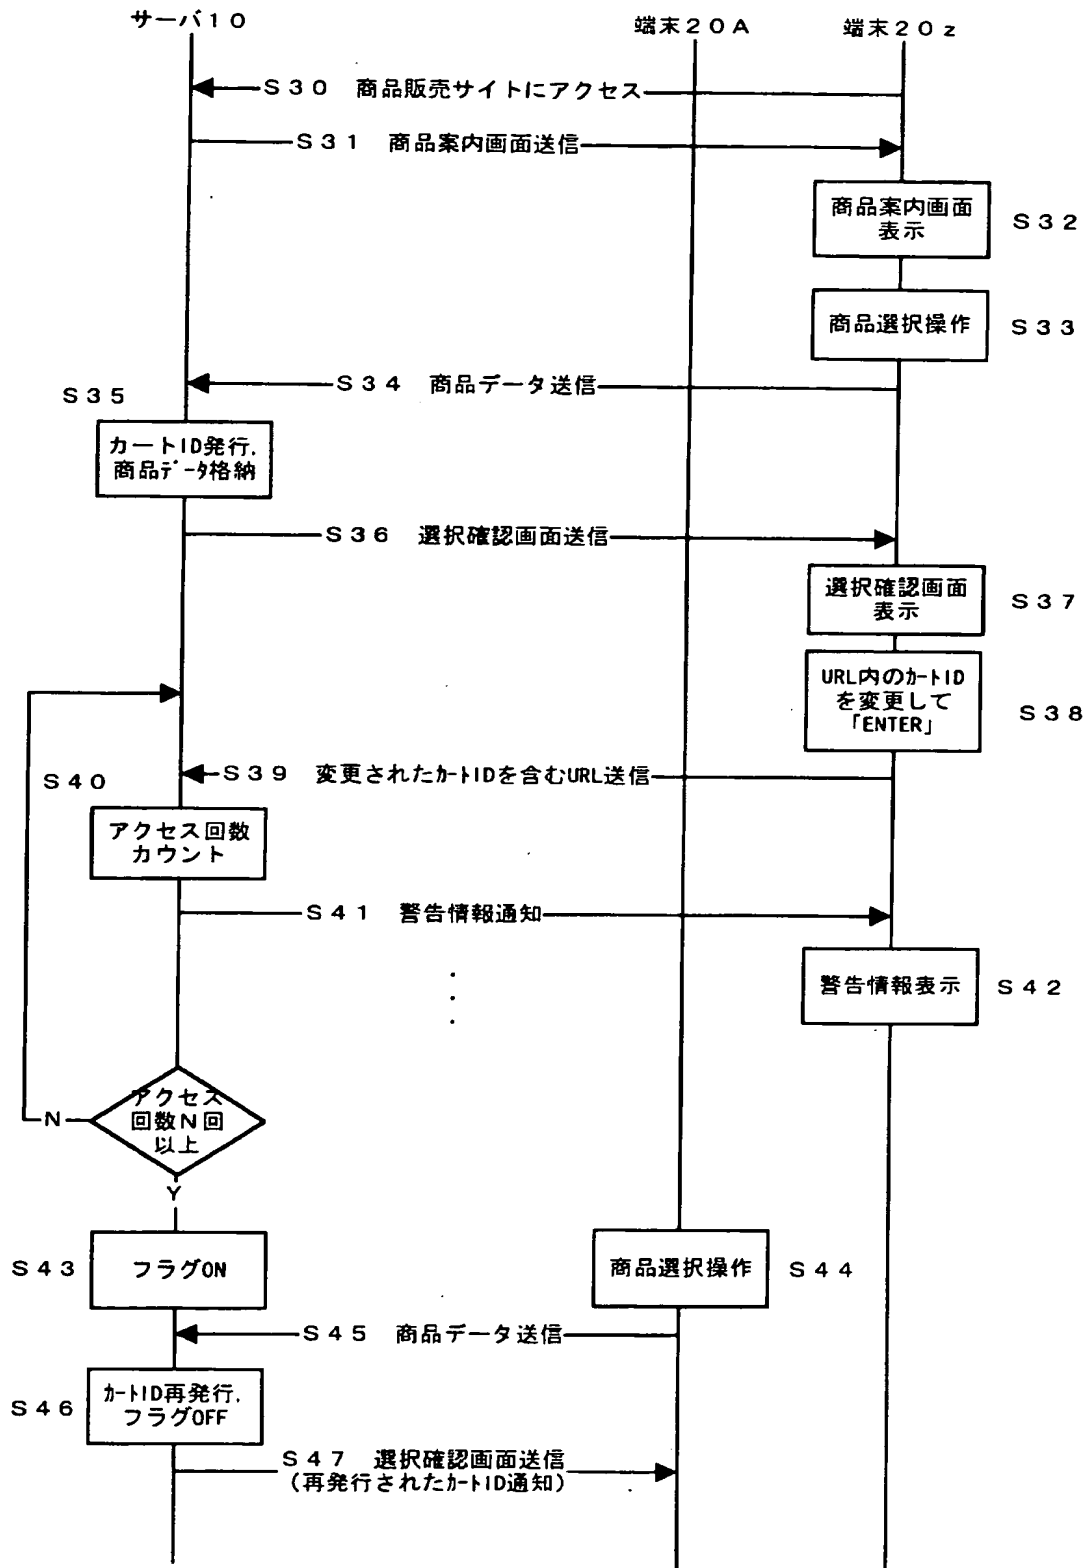 サーバ10
端末20A
端末20z
S30 商品販売サイトにアクセス
S31 商品案内画面送信
商品案内画面
表示
S32
商品選択操作
S33
S34 商品データ送信
S35
カートID発行,
商品ﾃﾞｰﾀ格納
S36 選択確認画面送信
選択確認画面
表示
S37
URL内のｶｰﾄID
を変更して
「ENTER」
S38
S39 変更されたｶｰﾄIDを含むURL送信
S40
アクセス回数
カウント
S41 警告情報通知
警告情報表示
S42
アクセス
回数N回
以上
N
Y
S43
フラグON
商品選択操作
S44
S45 商品データ送信
S46
ｶｰﾄID再発行,
フラグOFF
S47 選択確認画面送信
(再発行されたｶｰﾄID通知)